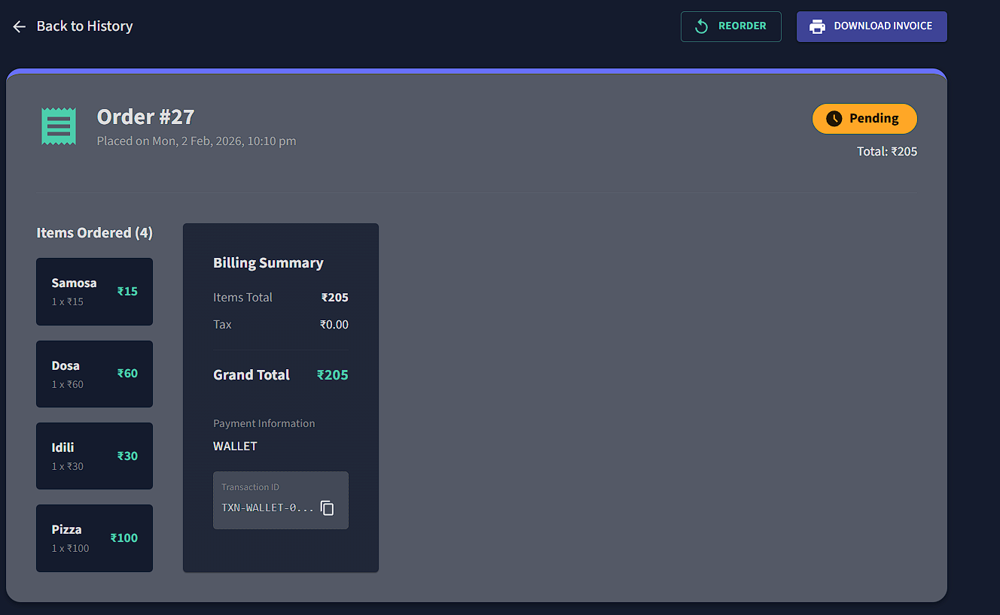 Back to History
REORDER
DOWNLOAD INVOICE
Order #27
Placed on Mon, 2 Feb, 2026, 10:10 pm
Pending
Total: ₹205
Items Ordered (4)
Samosa
1 x ₹15
₹15
Dosa
1 x ₹60
₹60
Idili
1 x ₹30
₹30
Pizza
1 x ₹100
₹100
Billing Summary
Items Total ₹205
Tax ₹0.00
Grand Total ₹205
Payment Information
WALLET
Transaction ID
TXN-WALLET-0...